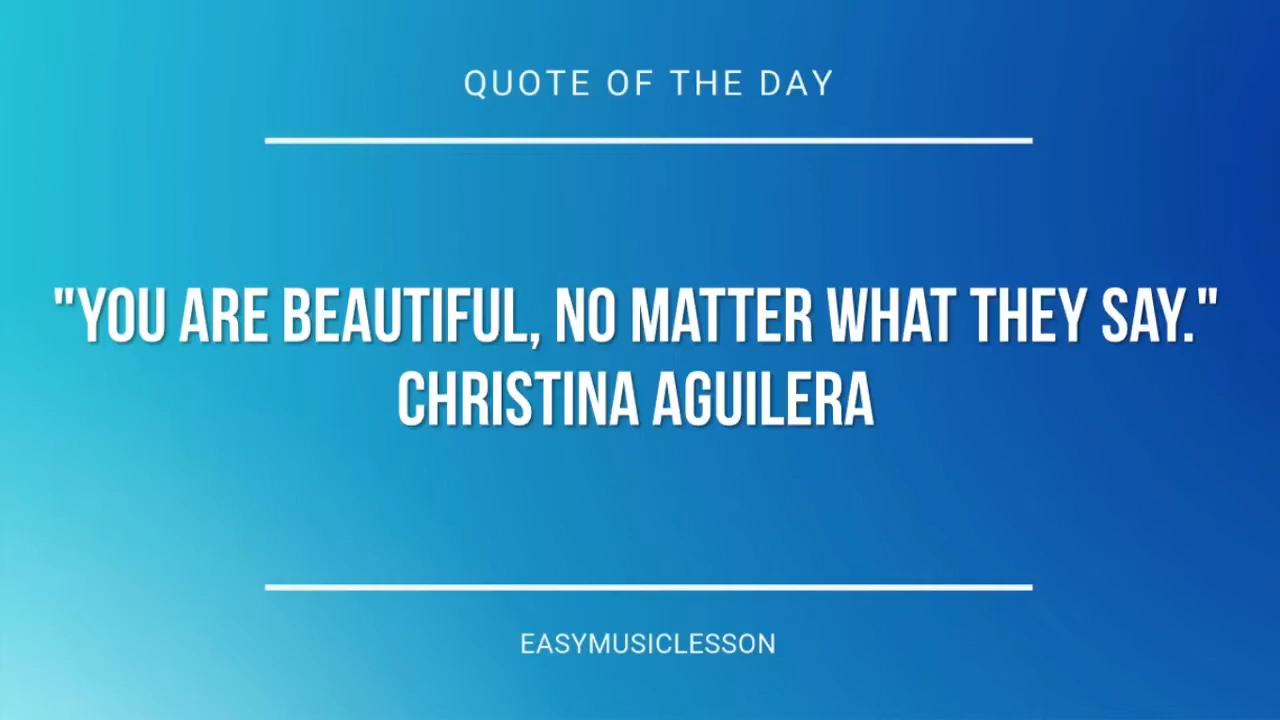 QUOTE OF THE DAY
"YOU ARE BEAUTIFUL, NO MATTER WHAT THEY SAY."
CHRISTINA AGUILERA
EASYMUSICLESSON